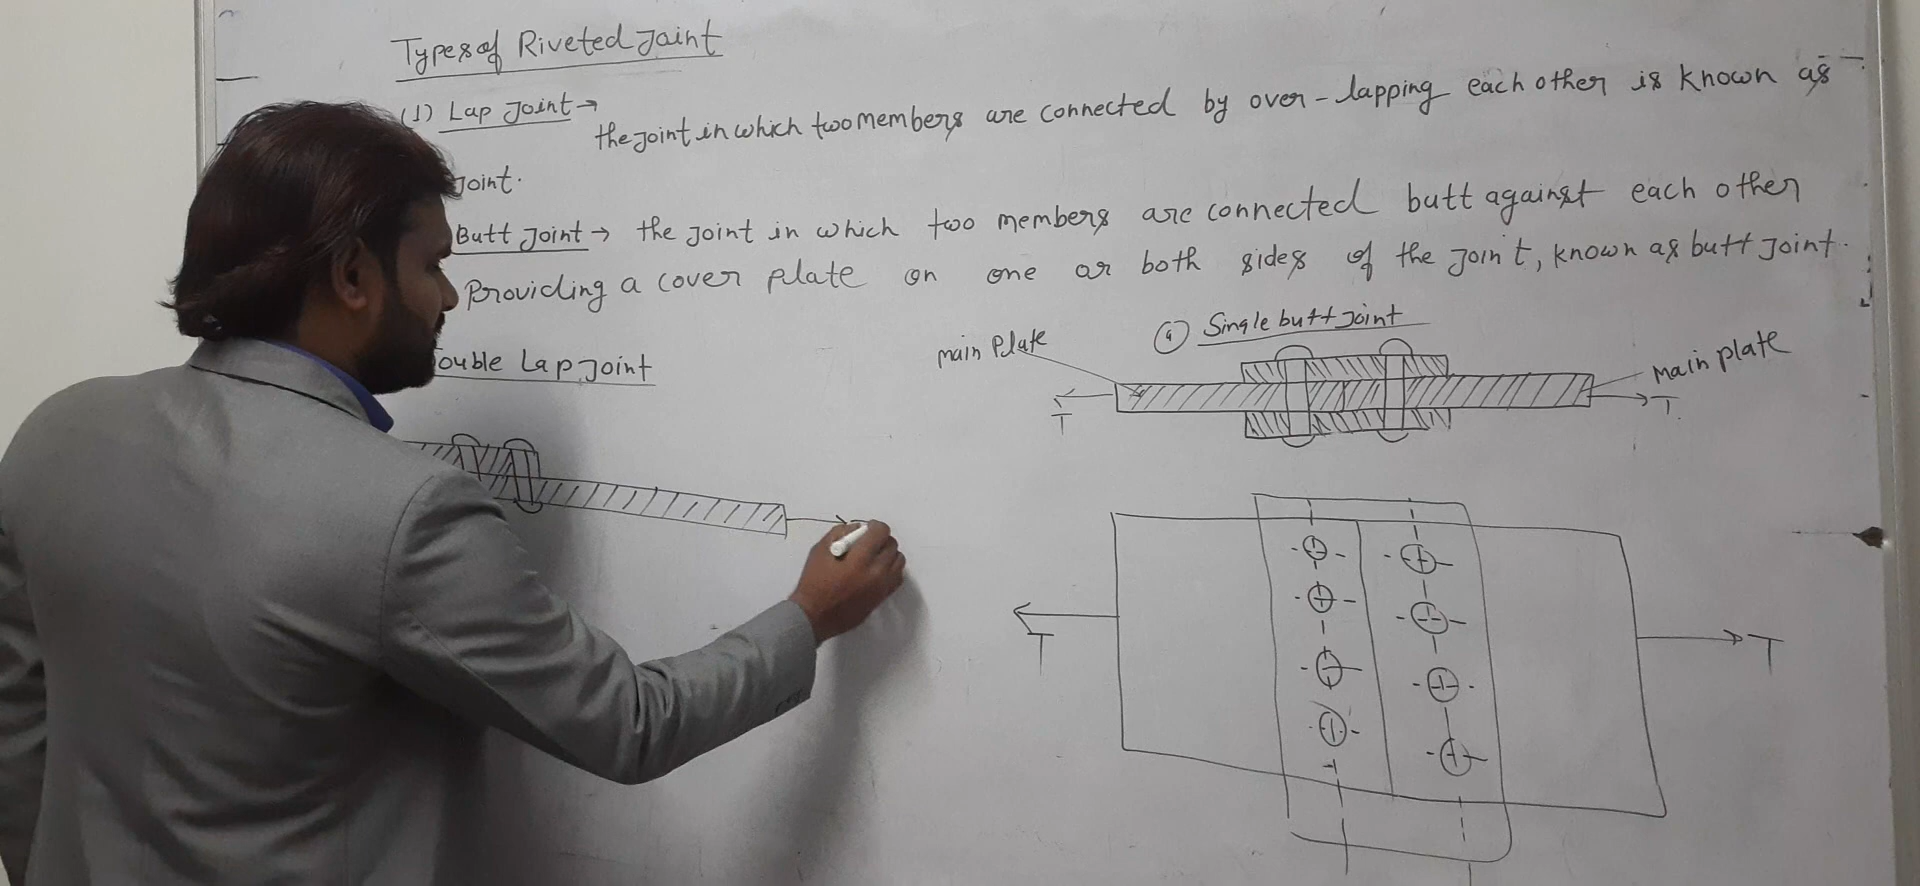 Types of Riveted Joint
(1) Lap Joint → the joint in which two members are connected by over-lapping each other is known as
Joint.
Butt Joint → the joint in which two members are connected butt against each other
Providing a cover plate on one or both sides of the joint, known as butt joint.
ouble Lap Joint
(a) Single butt joint
main Plate
main plate
T
T
T
T